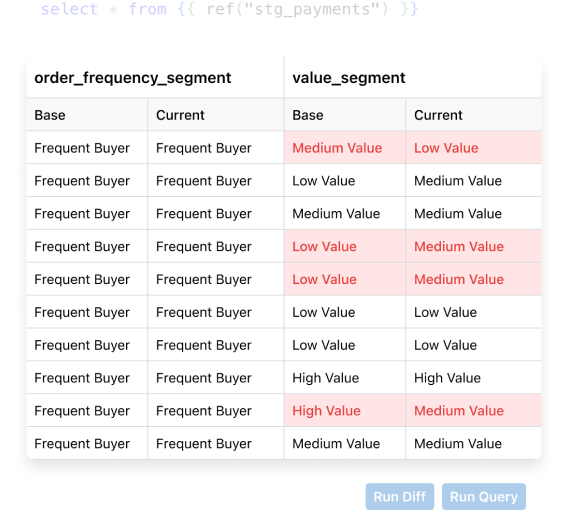 select * from {{ ref("stg_payments") }}
order_frequency_segment value_segment
Base Current Base Current
Frequent Buyer Frequent Buyer Medium Value Low Value
Frequent Buyer Frequent Buyer Low Value Medium Value
Frequent Buyer Frequent Buyer Medium Value Medium Value
Frequent Buyer Frequent Buyer Low Value Medium Value
Frequent Buyer Frequent Buyer Low Value Medium Value
Frequent Buyer Frequent Buyer Low Value Low Value
Frequent Buyer Frequent Buyer Low Value Low Value
Frequent Buyer Frequent Buyer High Value High Value
Frequent Buyer Frequent Buyer High Value Medium Value
Frequent Buyer Frequent Buyer Medium Value Medium Value
Run Diff Run Query